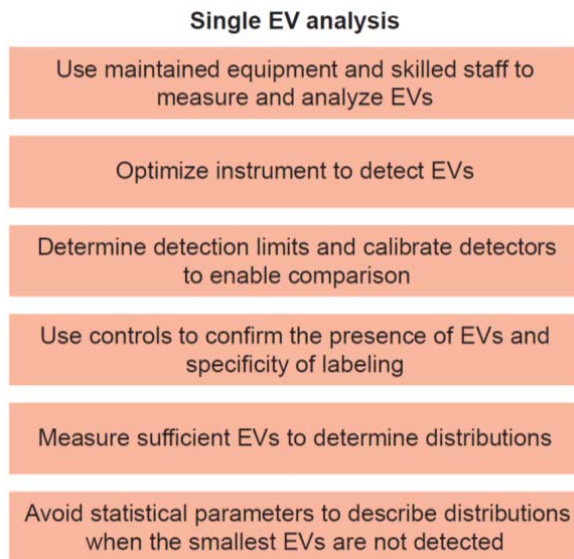 Single EV analysis
Use maintained equipment and skilled staff to
measure and analyze EVs
Optimize instrument to detect EVs
Determine detection limits and calibrate detectors
to enable comparison
Use controls to confirm the presence of EVs and
specificity of labeling
Measure sufficient EVs to determine distributions
Avoid statistical parameters to describe distributions
when the smallest EVs are not detected